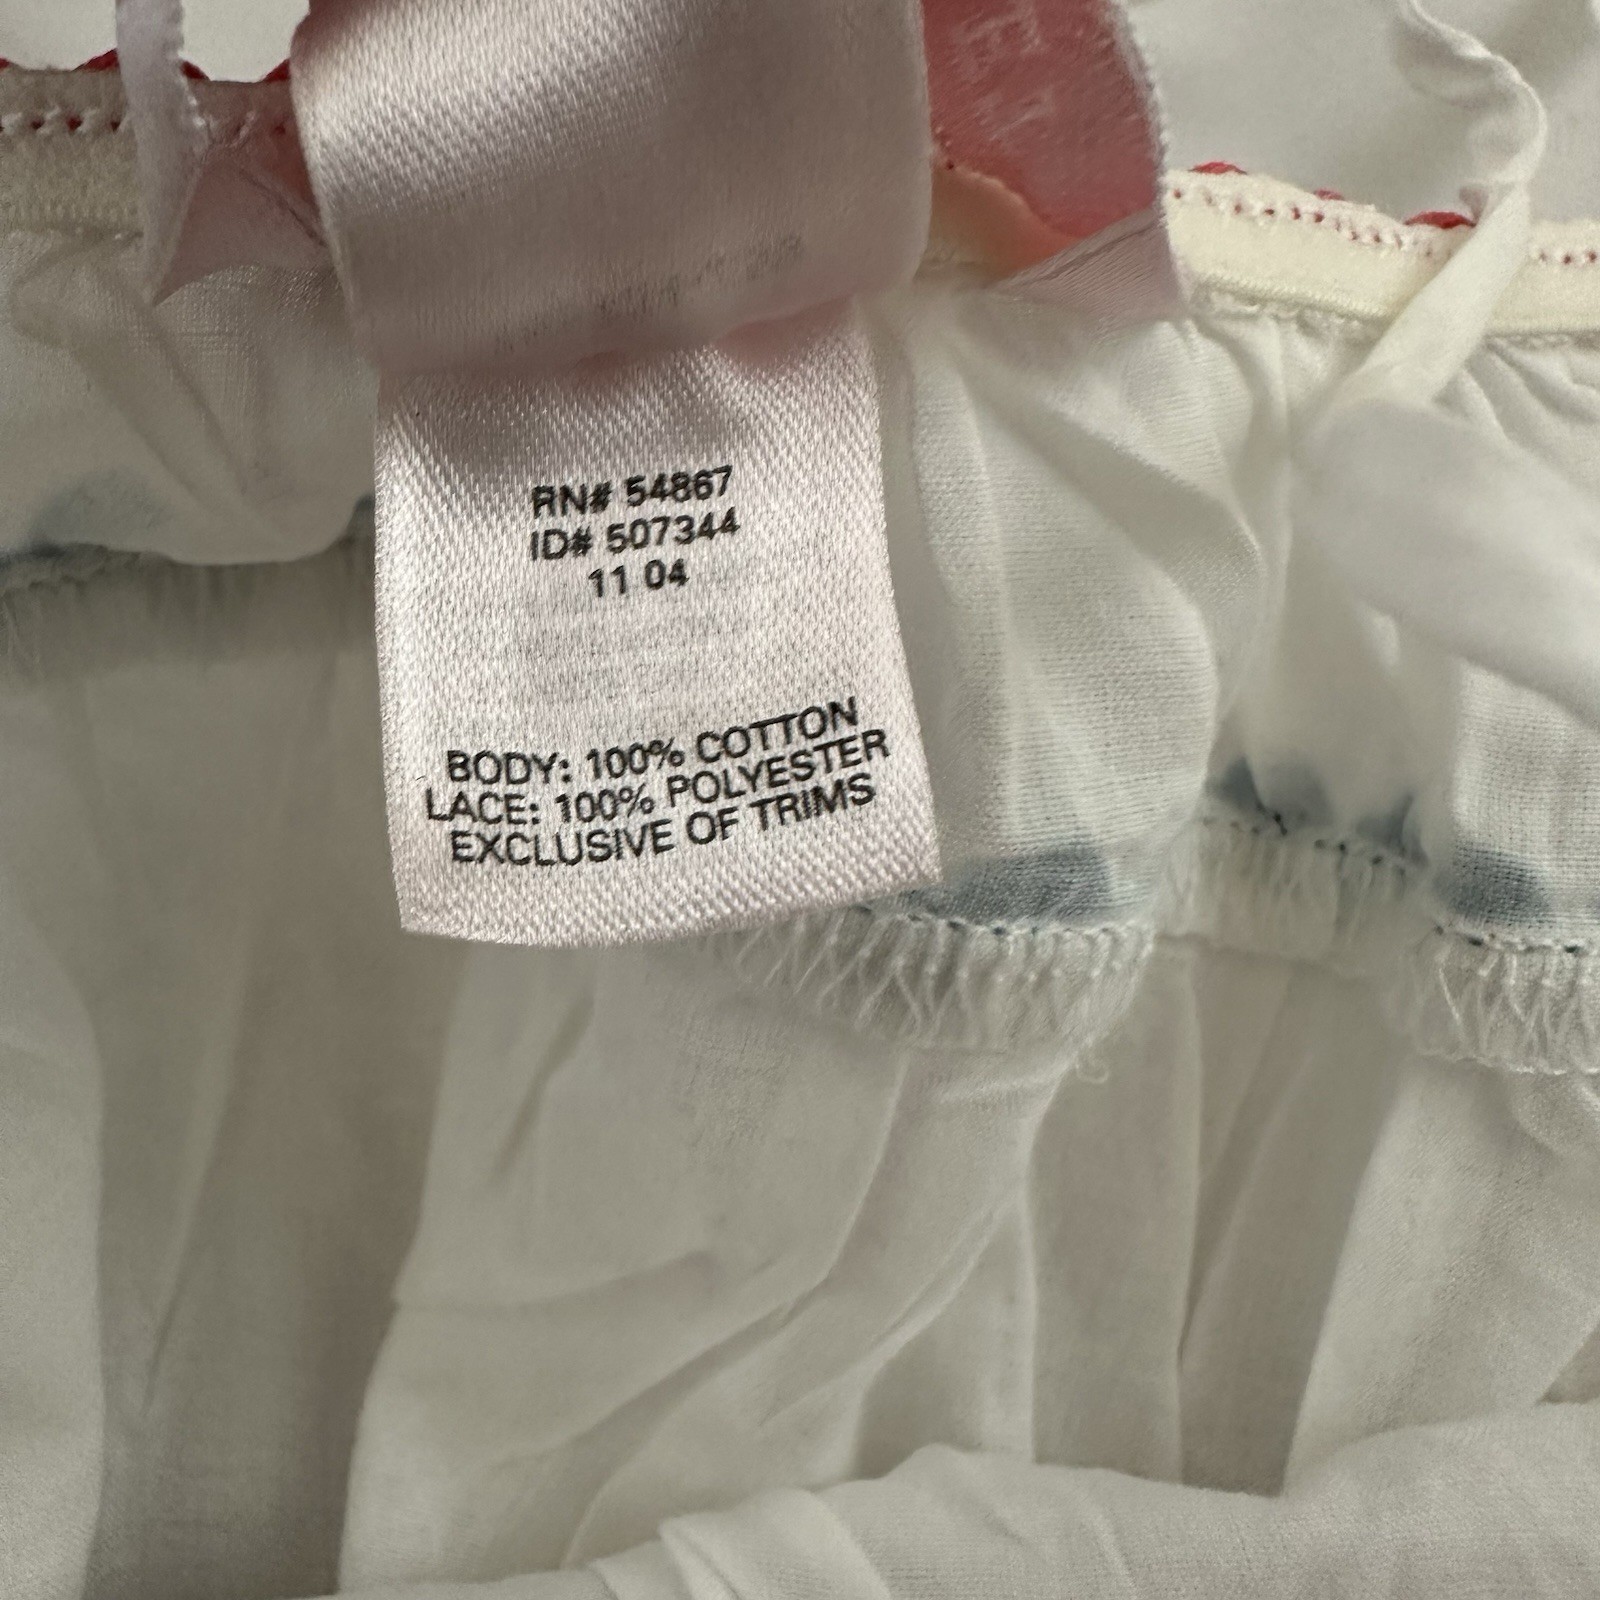 RN# 54867
ID# 507344
11 04
BODY: 100% COTTON
LACE: 100% POLYESTER
EXCLUSIVE OF TRIMS